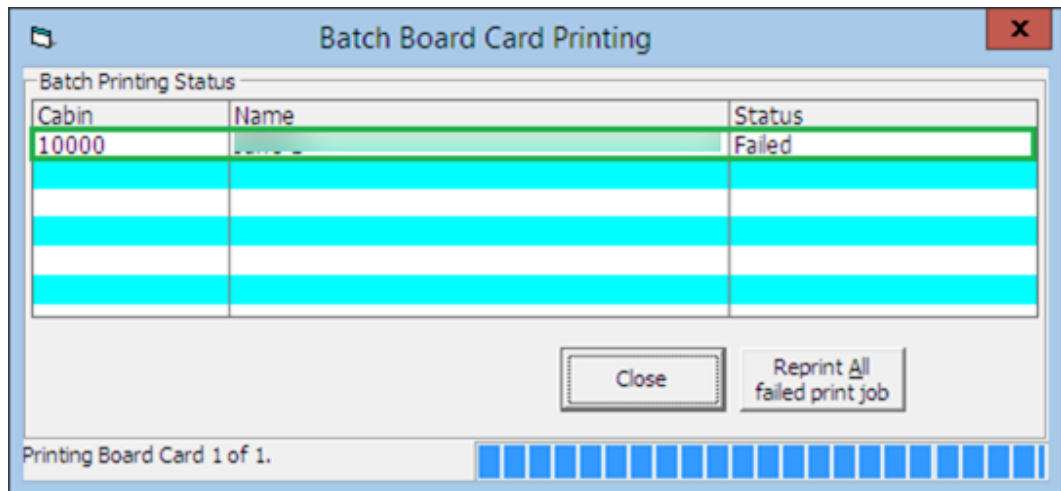 Batch Board Card Printing
x
Batch Printing Status
Cabin Name Status
10000 Failed
Close
Reprint All
failed print job
Printing Board Card 1 of 1.